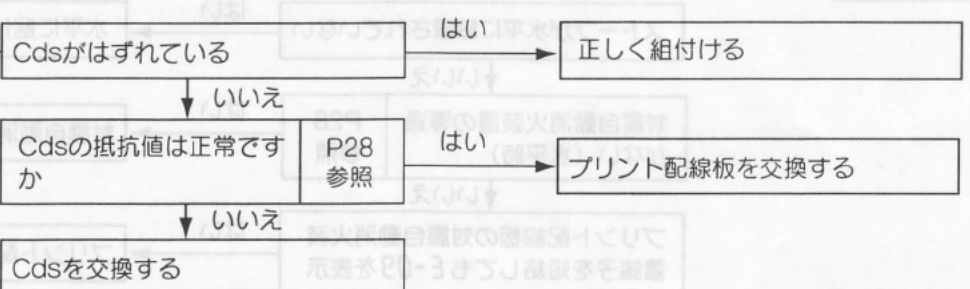 Cdsがはずれている
はい
正しく組付ける
いいえ
Cdsの抵抗値は正常です
か
P28
参照
はい
プリント配線板を交換する
いいえ
Cdsを交換する